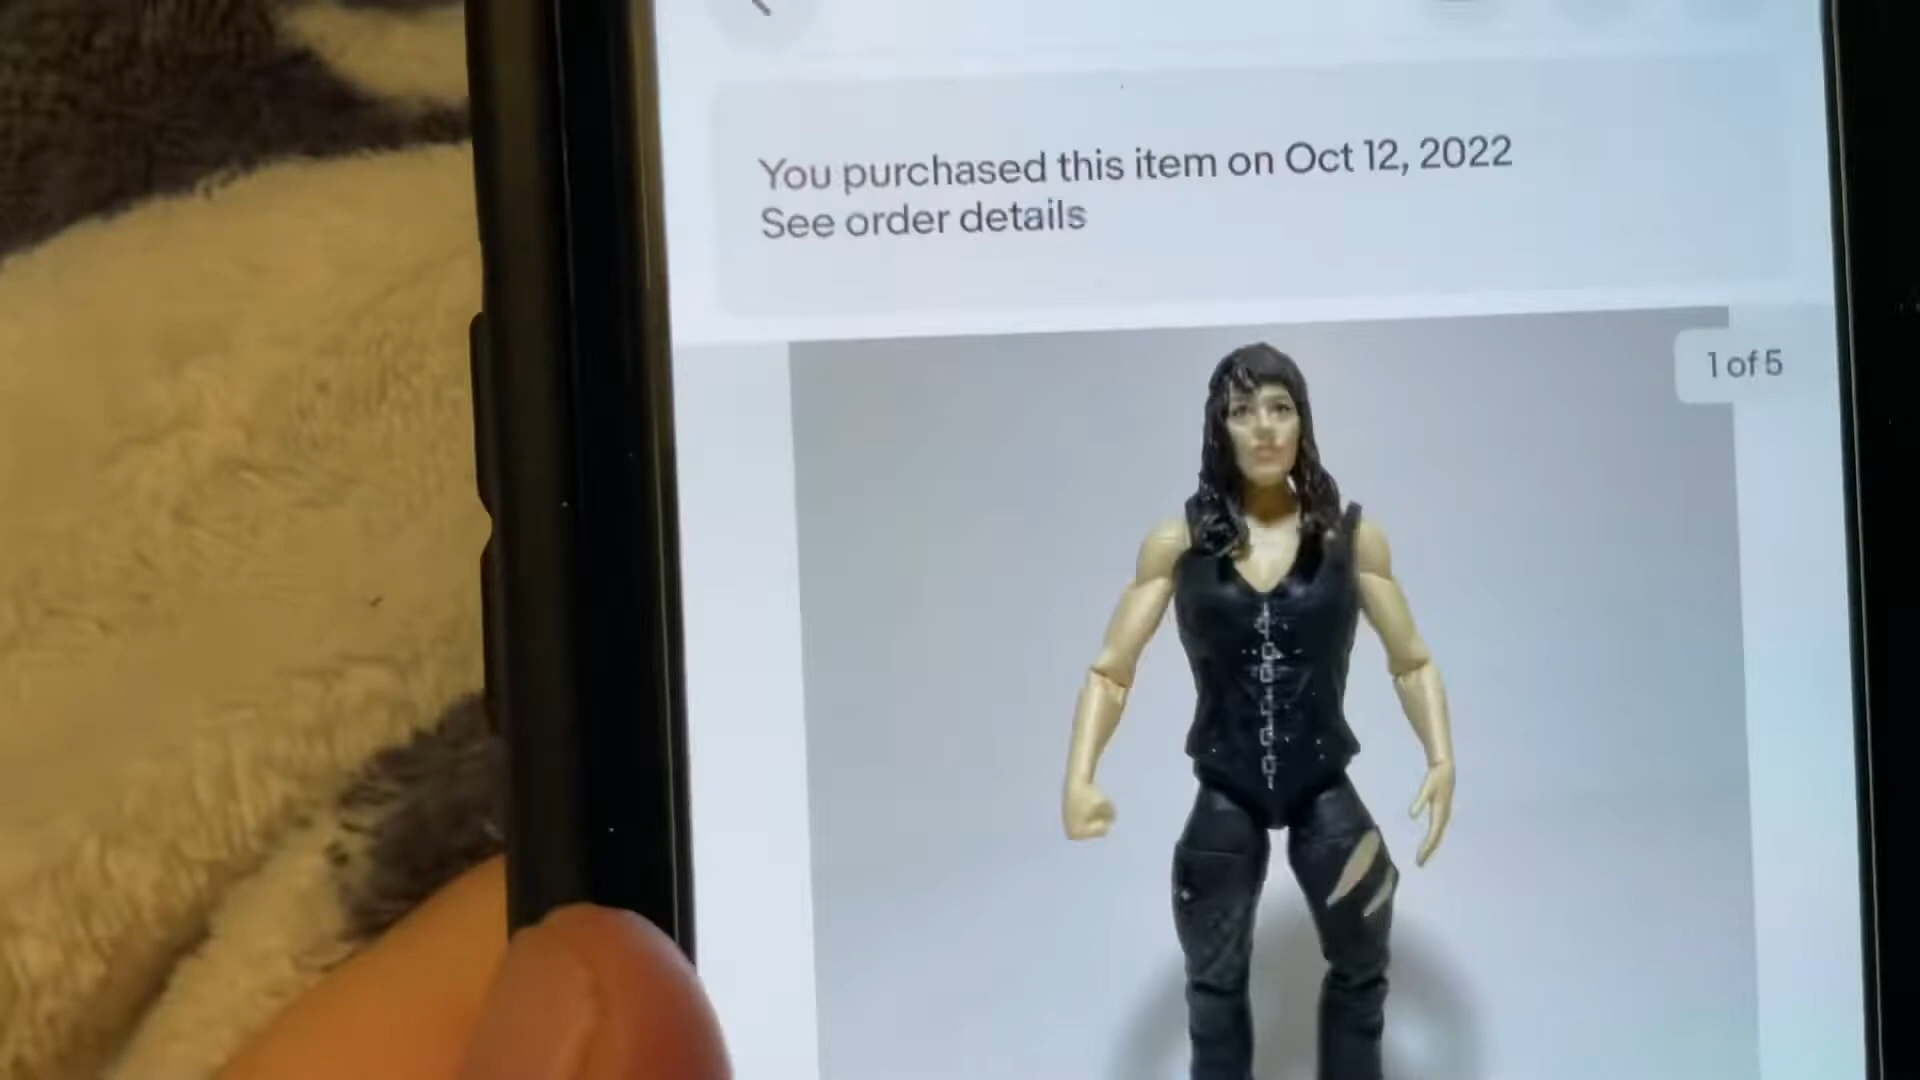 You purchased this item on Oct 12, 2022
See order details
1 of 5